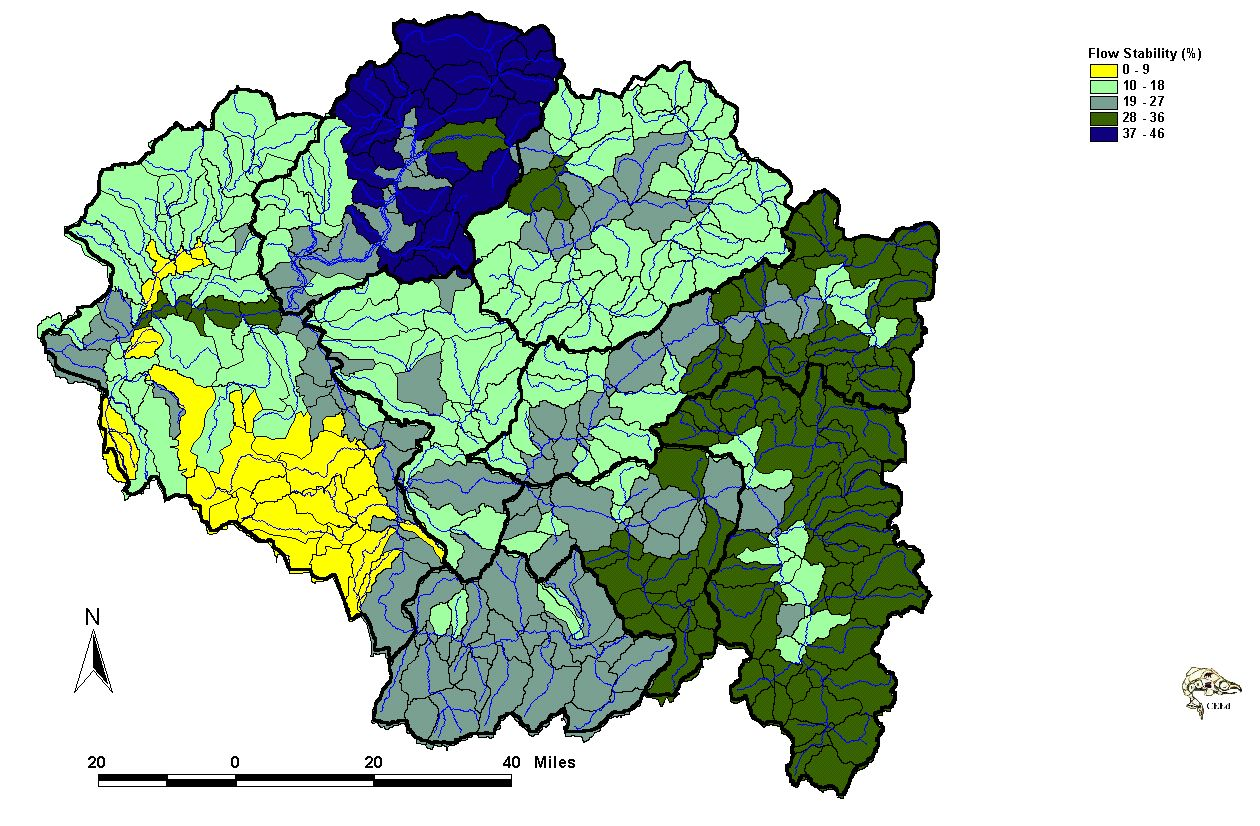 Flow Stability (%)
0 - 9
10 - 18
19 - 27
28 - 36
37 - 46
N
20 0 20 40 Miles